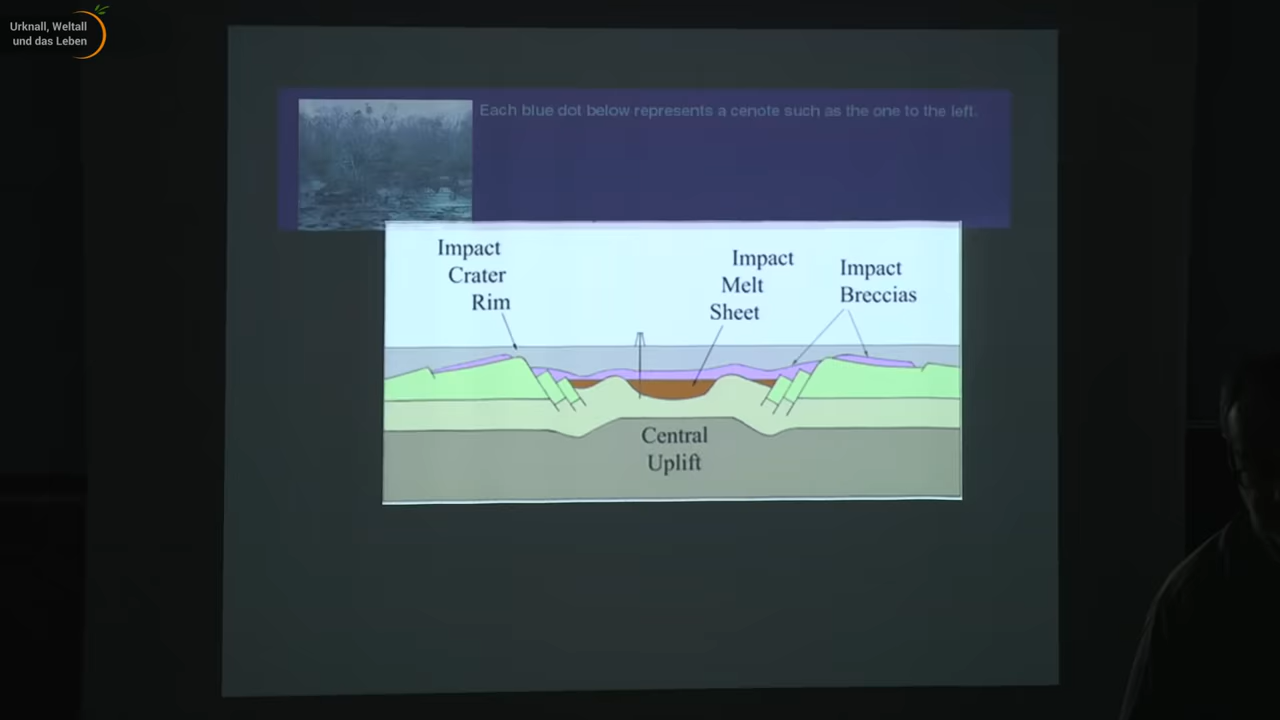 Urknall, Weltall
und das Leben
Each blue dot below represents a cenote such as the one to the left.
Impact
Crater
Rim
Impact
Melt
Sheet
Impact
Breccias
Central
Uplift